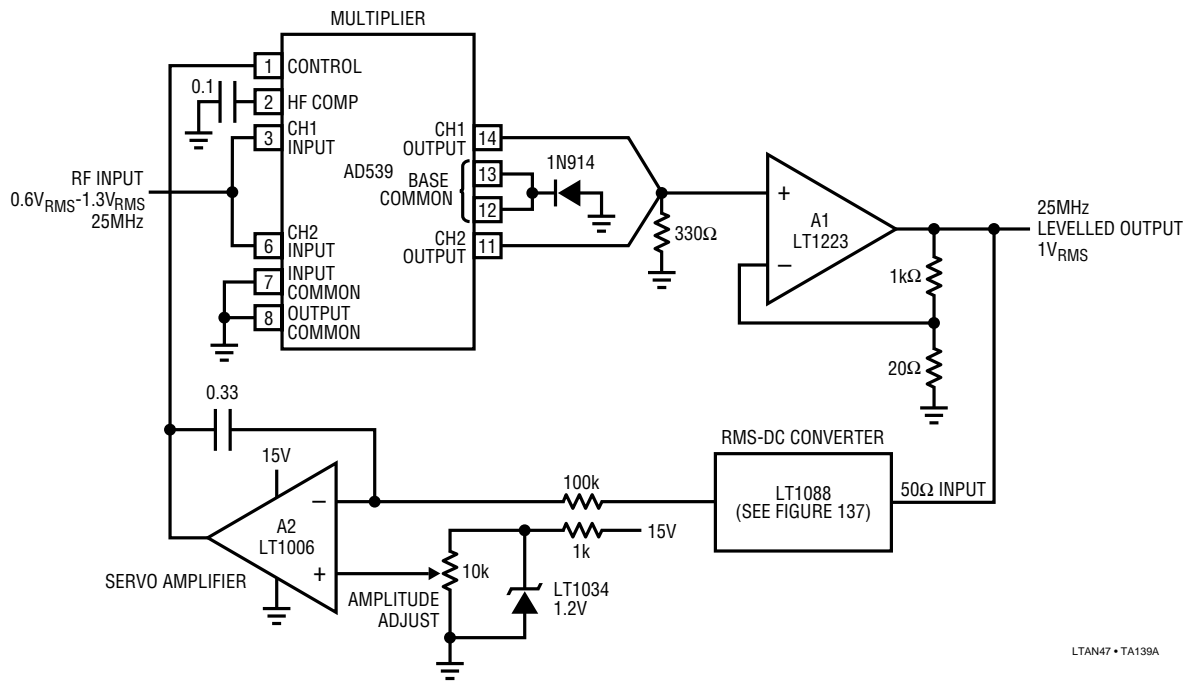 MULTIPLIER
1 CONTROL
0.1
2 HF COMP
3 CH1
INPUT
CH1
OUTPUT 14
AD539
13
BASE
COMMON
12
1N914
RF INPUT
0.6VRMS-1.3VRMS
25MHz
6 CH2
INPUT
CH2
OUTPUT 11
7 INPUT
COMMON
8 OUTPUT
COMMON
330Ω
+
A1
LT1223
–
25MHz
LEVELLED OUTPUT
1VRMS
1kΩ
20Ω
0.33
15V
–
A2
LT1006
+
SERVO AMPLIFIER
100k
1k
15V
10k
AMPLITUDE
ADJUST
LT1034
1.2V
RMS-DC CONVERTER
LT1088
(SEE FIGURE 137)
50Ω INPUT
LTAN47 • TA139A